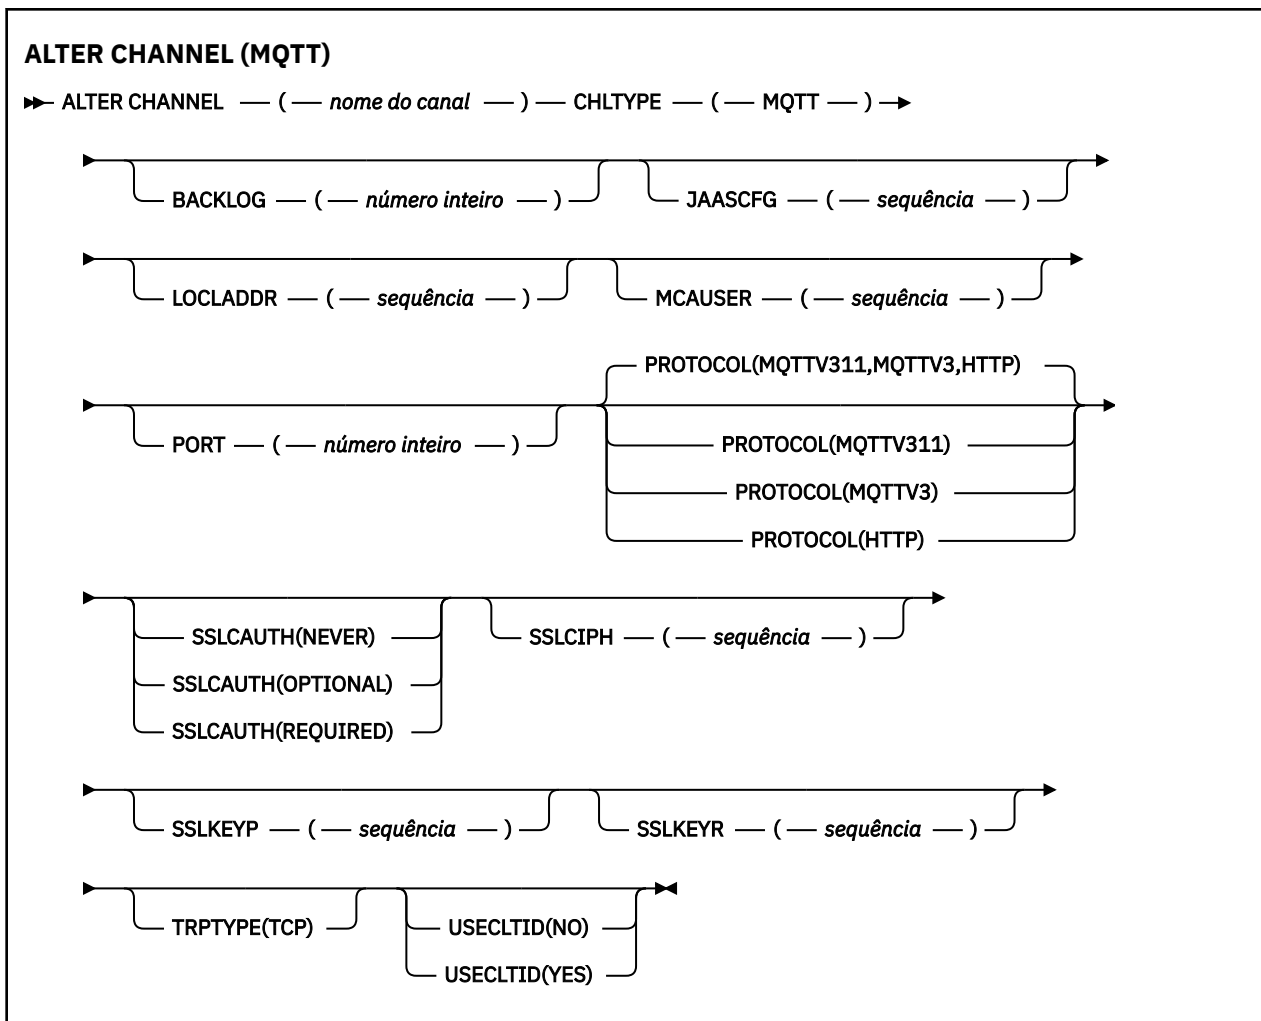 ALTER CHANNEL (MQTT)
ALTER CHANNEL ( nome do canal ) CHLTYPE ( MQTT )
BACKLOG ( número inteiro ) JAASCFG ( sequência )
LOCLADDR ( sequência ) MCAUSER ( sequência )
PROTOCOL(MQTTV311,MQTTV3,HTTP)
PORT ( número inteiro ) PROTOCOL(MQTTV311)
PROTOCOL(MQTTV3)
PROTOCOL(HTTP)
SSLCAUTH(NEVER) SSLCIPH ( sequência )
SSLCAUTH(OPTIONAL)
SSLCAUTH(REQUIRED)
SSLKEYP ( sequência ) SSLKEYR ( sequência )
TRPTYPE(TCP) USECLTID(NO)
USECLTID(YES)